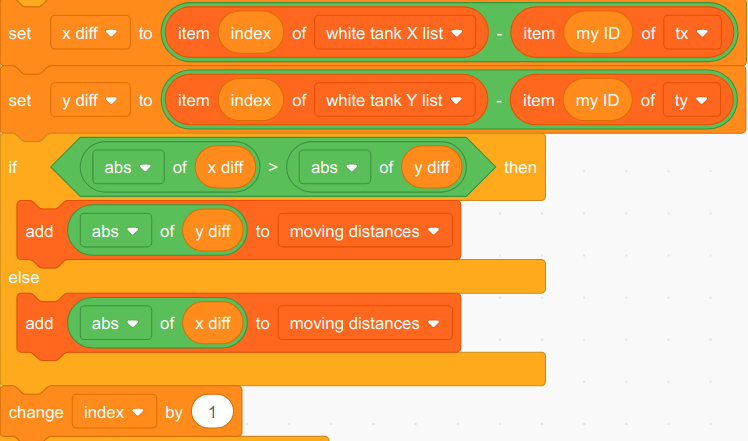 set x diff to item index of white tank X list - item my ID of tx
set y diff to item index of white tank Y list - item my ID of ty
if abs of x diff > abs of y diff then
add abs of y diff to moving distances
else
add abs of x diff to moving distances
change index by 1